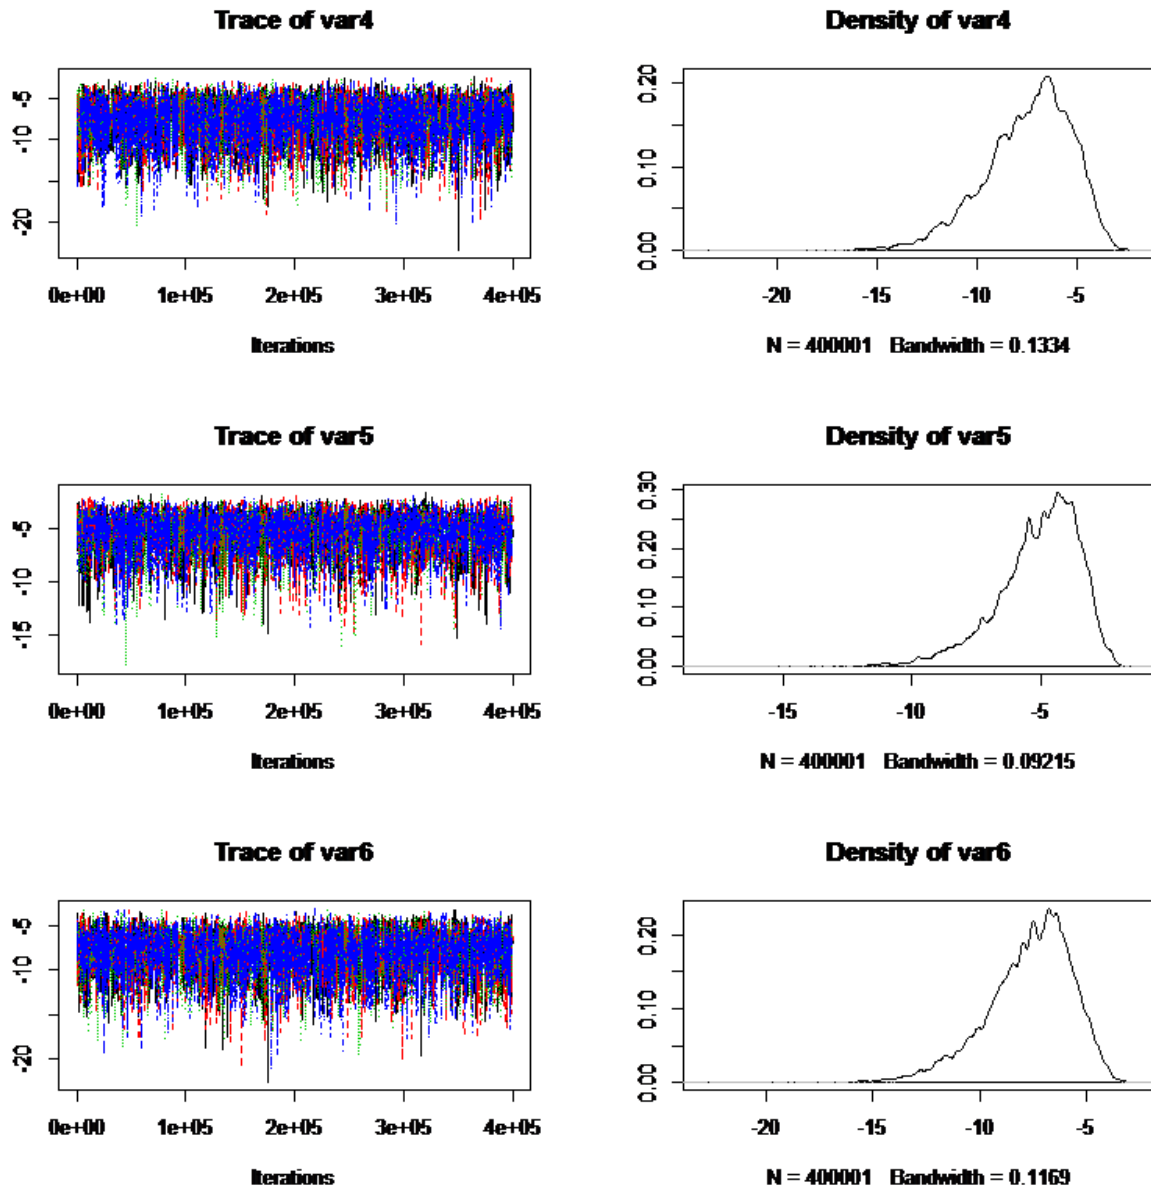 Trace of var4
-5
-10
-20
0e+00 1e+05 2e+05 3e+05 4e+05
Iterations
Density of var4
0.20
0.10
0.00
-20 -15 -10 -5
N = 400001 Bandwidth = 0.1334
Trace of var5
-5
-10
-15
0e+00 1e+05 2e+05 3e+05 4e+05
Iterations
Density of var5
0.30
0.20
0.10
0.00
-15 -10 -5
N = 400001 Bandwidth = 0.09215
Trace of var6
-5
-10
-20
0e+00 1e+05 2e+05 3e+05 4e+05
Iterations
Density of var6
0.20
0.10
0.00
-20 -15 -10 -5
N = 400001 Bandwidth = 0.1169